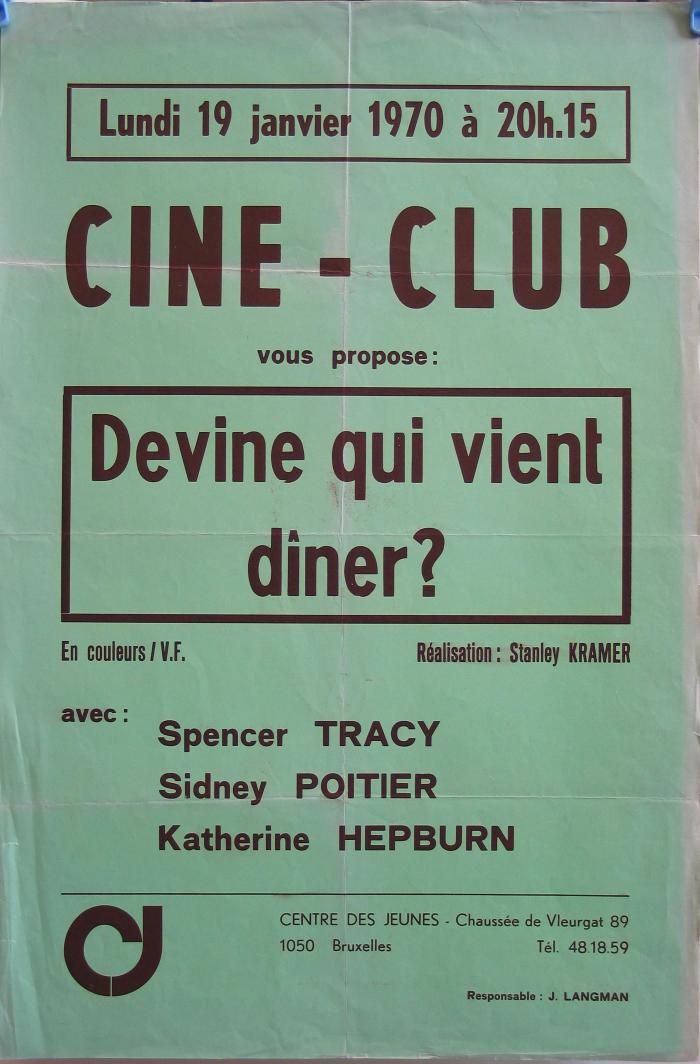 Lundi 19 janvier 1970 à 20h.15
CINE - CLUB
vous propose:
Devine qui vient
dîner?
En couleurs / V.F. Réalisation : Stanley KRAMER
avec :
Spencer TRACY
Sidney POITIER
Katherine HEPBURN
CJ
CENTRE DES JEUNES - Chaussée de Vleurgat 89
1050 Bruxelles Tél. 48.18.59
Responsable : J. LANGMAN